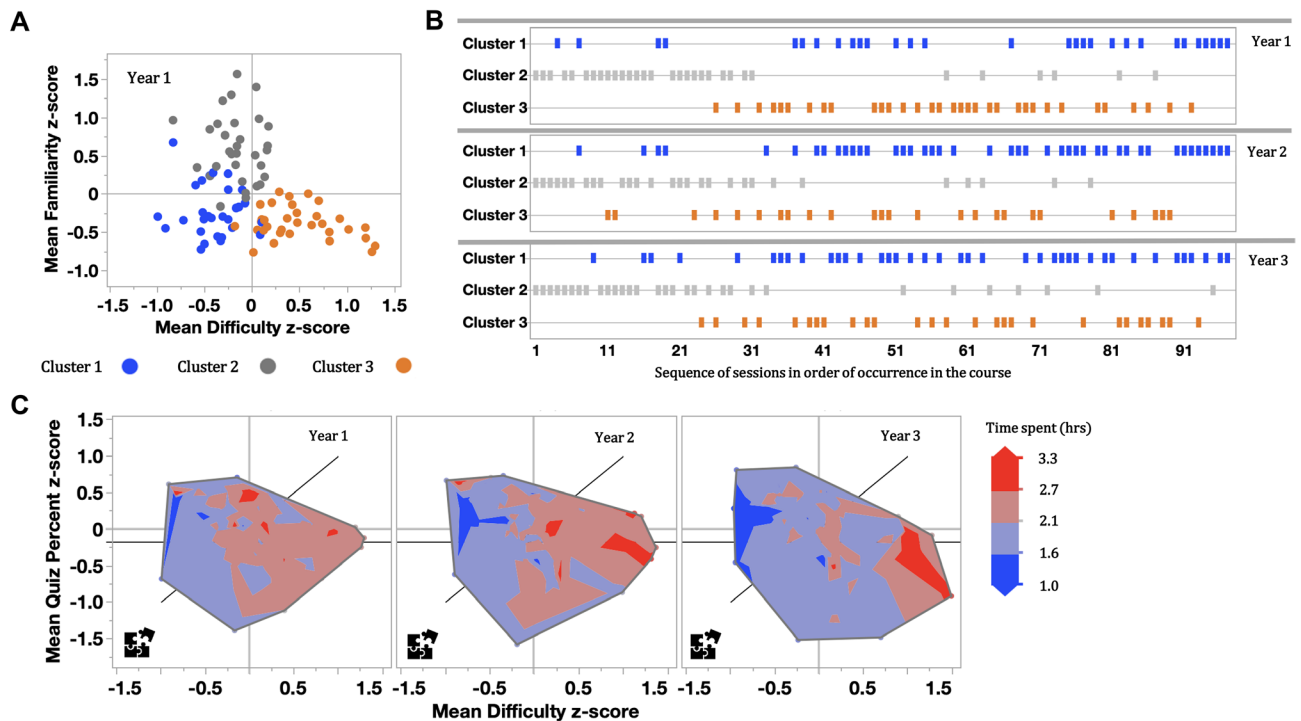 A
Year 1
Mean Familiarity z-score
1.5
1.0
0.5
0
-0.5
-1.0
-1.5 -1.0 -0.5 0 0.5 1.0 1.5
Mean Difficulty z-score
Cluster 1 Cluster 2 Cluster 3
B
Cluster 1
Year 1
Cluster 2
Cluster 3
Cluster 1
Year 2
Cluster 2
Cluster 3
Cluster 1
Year 3
Cluster 2
Cluster 3
1 11 21 31 41 51 61 71 81 91
Sequence of sessions in order of occurrence in the course
C
Mean Quiz Percent z-score
1.5
1.0
0.5
0
-0.5
-1.0
-1.5
Year 1
Year 2
Year 3
-1.5 -0.5 0.5 -1.5 -0.5 0.5 -1.5 -0.5 0.5 1.5
Mean Difficulty z-score
Time spent (hrs)
3.3
2.7
2.1
1.6
1.0